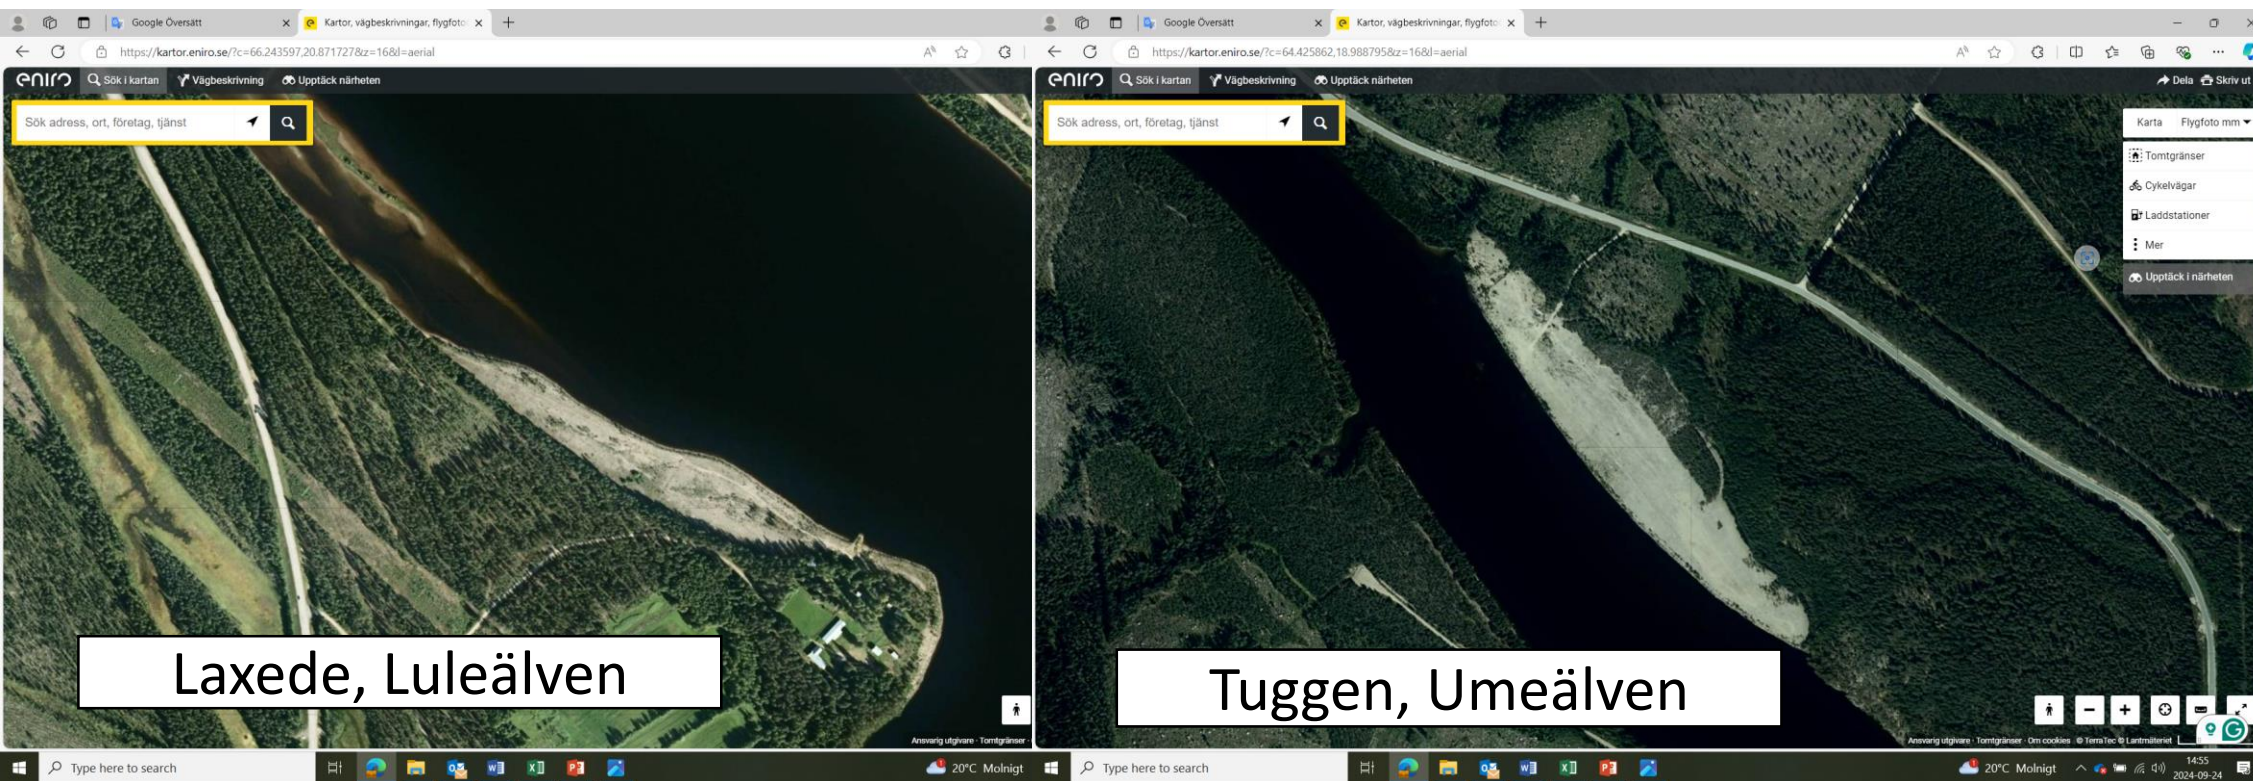 Google Översätt
Kartor, vägbeskrivningar, flygfoto
https://kartor.eniro.se/?c=66.243597,20.871727&z=16&l=aerial
eniro
Sök i kartan
Vägbeskrivning
Upptäck närheten
Sök adress, ort, företag, tjänst
Laxede, Luleälven
Ansvarig utgivare · Tomtgränser ·
Type here to search
20°C Molnigt
Google Översätt
Kartor, vägbeskrivningar, flygfoto
https://kartor.eniro.se/?c=64.425862,18.988795&z=16&l=aerial
eniro
Sök i kartan
Vägbeskrivning
Upptäck närheten
Dela
Skriv ut
Sök adress, ort, företag, tjänst
Karta
Flygfoto mm
Tomtgränser
Cykelvägar
Laddstationer
Mer
Upptäck i närheten
Tuggen, Umeälven
Ansvarig utgivare · Tomtgränser · Om cookies · © TerraTec © Lantmäteriet
Type here to search
20°C Molnigt
14:55
2024-09-24